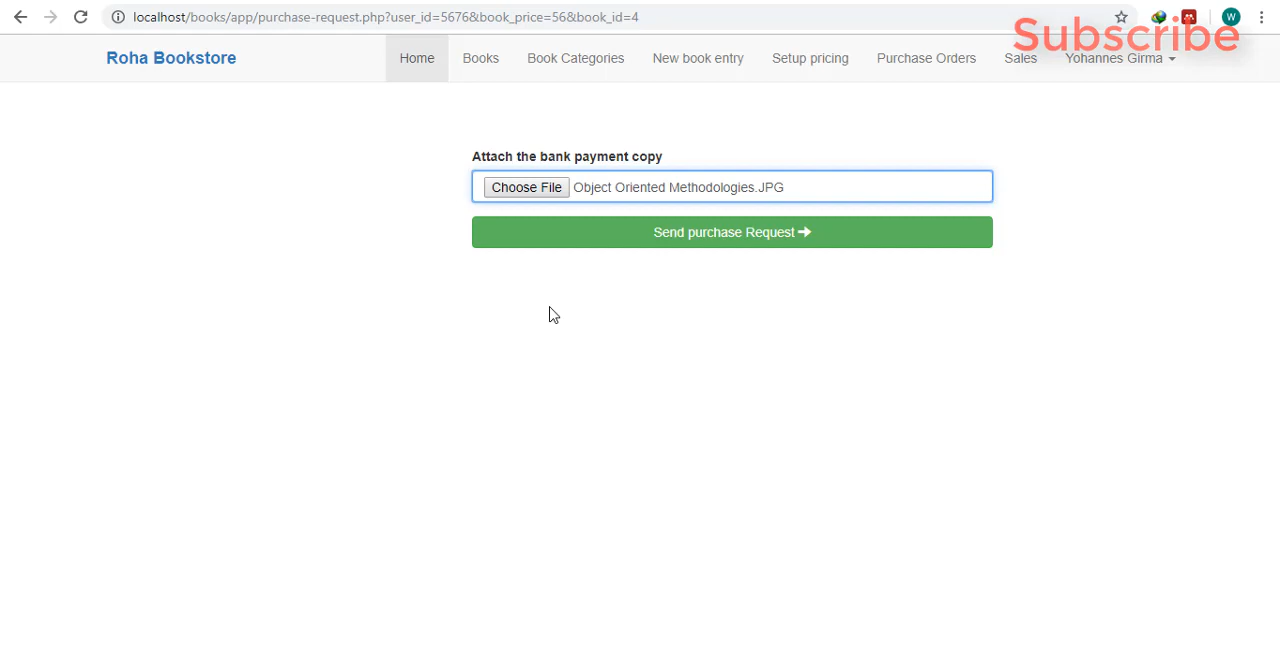 localhost/books/app/purchase-request.php?user_id=5676&book_price=56&book_id=4
W
Subscribe
Roha Bookstore Home Books Book Categories New book entry Setup pricing Purchase Orders Sales Yohannes Girma
Attach the bank payment copy
Choose File Object Oriented Methodologies.JPG
Send purchase Request